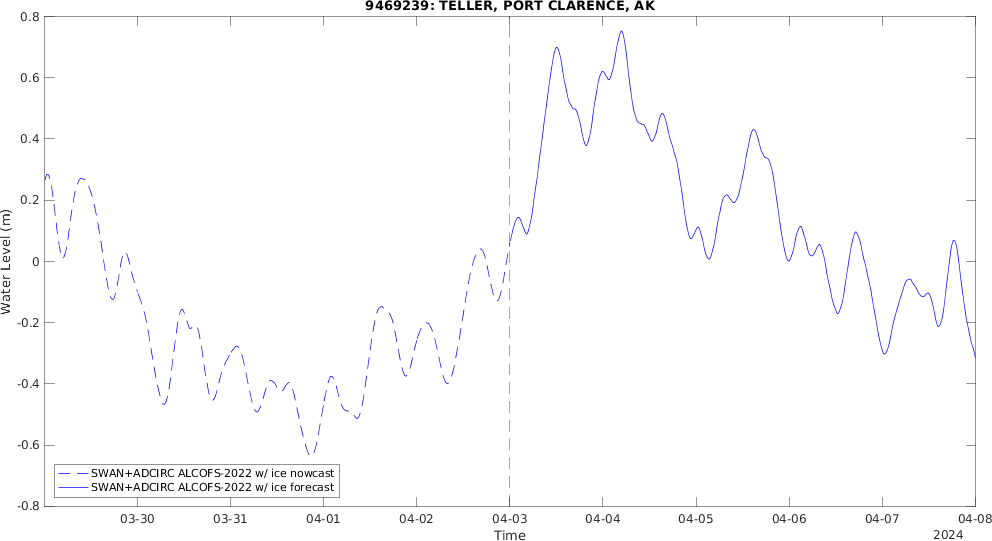 9469239: TELLER, PORT CLARENCE, AK
0.8
0.6
0.4
0.2
0
-0.2
-0.4
-0.6
-0.8
Water Level (m)
SWAN+ADCIRC ALCOFS-2022 w/ ice nowcast
SWAN+ADCIRC ALCOFS-2022 w/ ice forecast
03-30 03-31 04-01 04-02 04-03 04-04 04-05 04-06 04-07 04-08
Time
2024